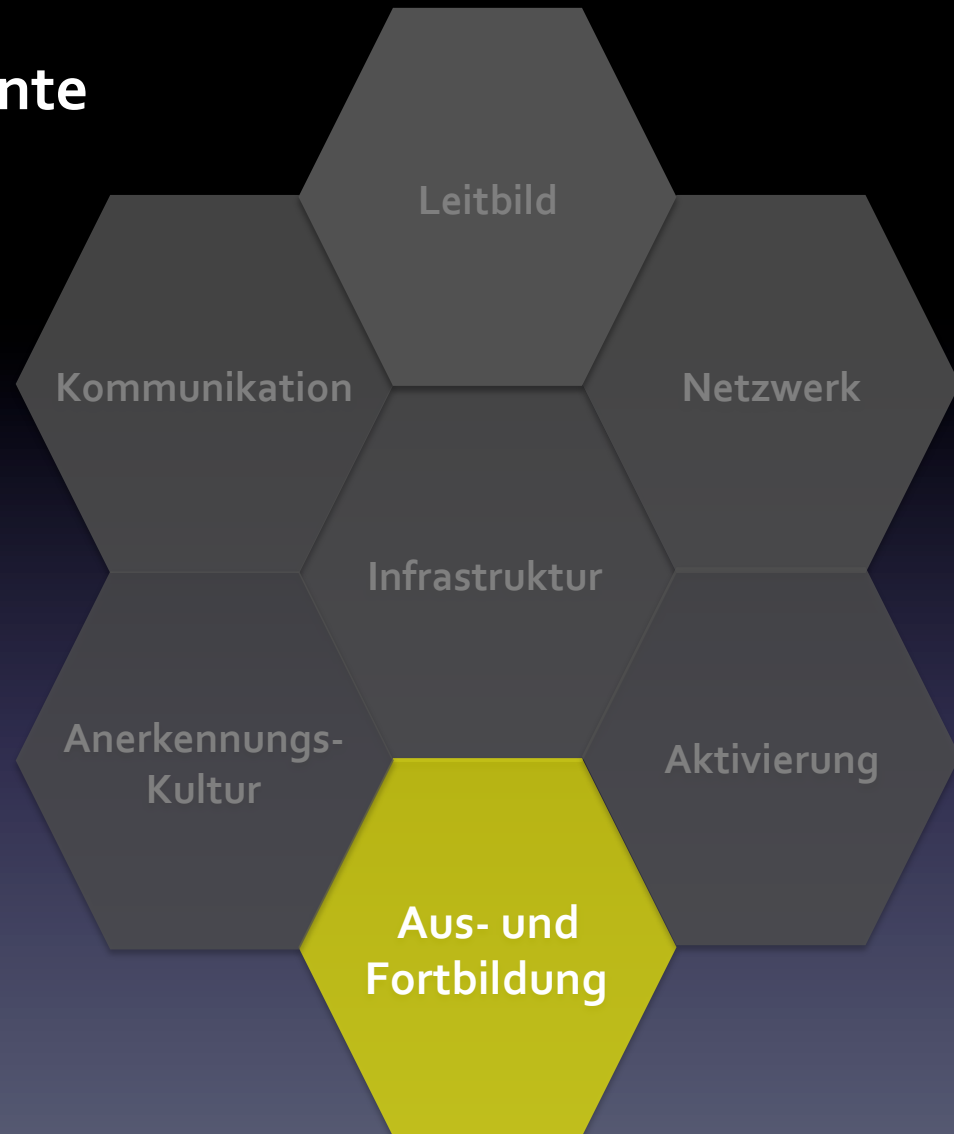 nte
Leitbild
Kommunikation
Netzwerk
Infrastruktur
Anerkennungs-
Kultur
Aktivierung
Aus- und
Fortbildung